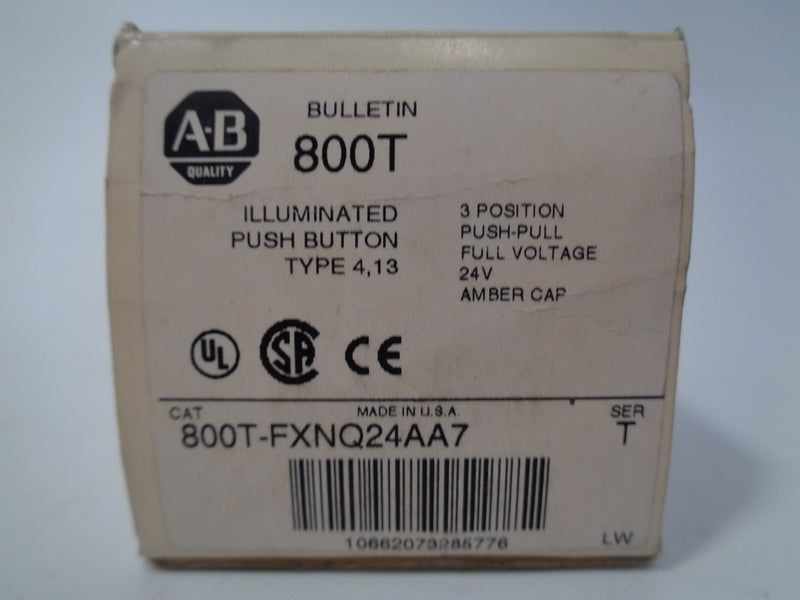 A-B
QUALITY
BULLETIN
800T
ILLUMINATED
PUSH BUTTON
TYPE 4,13
3 POSITION
PUSH-PULL
FULL VOLTAGE
24V
AMBER CAP
UL
SA
CE
CAT
MADE IN U.S.A.
SER
800T-FXNQ24AA7
T
10662073285776
LW